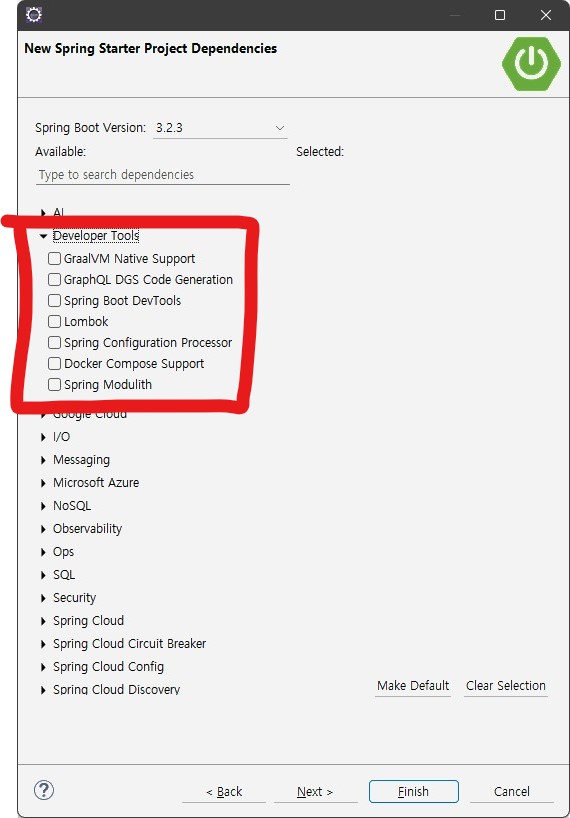 New Spring Starter Project Dependencies
Spring Boot Version: 3.2.3
Available: Selected:
Type to search dependencies
AI
Developer Tools
GraalVM Native Support
GraphQL DGS Code Generation
Spring Boot DevTools
Lombok
Spring Configuration Processor
Docker Compose Support
Spring Modulith
Google Cloud
I/O
Messaging
Microsoft Azure
NoSQL
Observability
Ops
SQL
Security
Spring Cloud
Spring Cloud Circuit Breaker
Spring Cloud Config
Spring Cloud Discovery
Make Default Clear Selection
? < Back Next > Finish Cancel